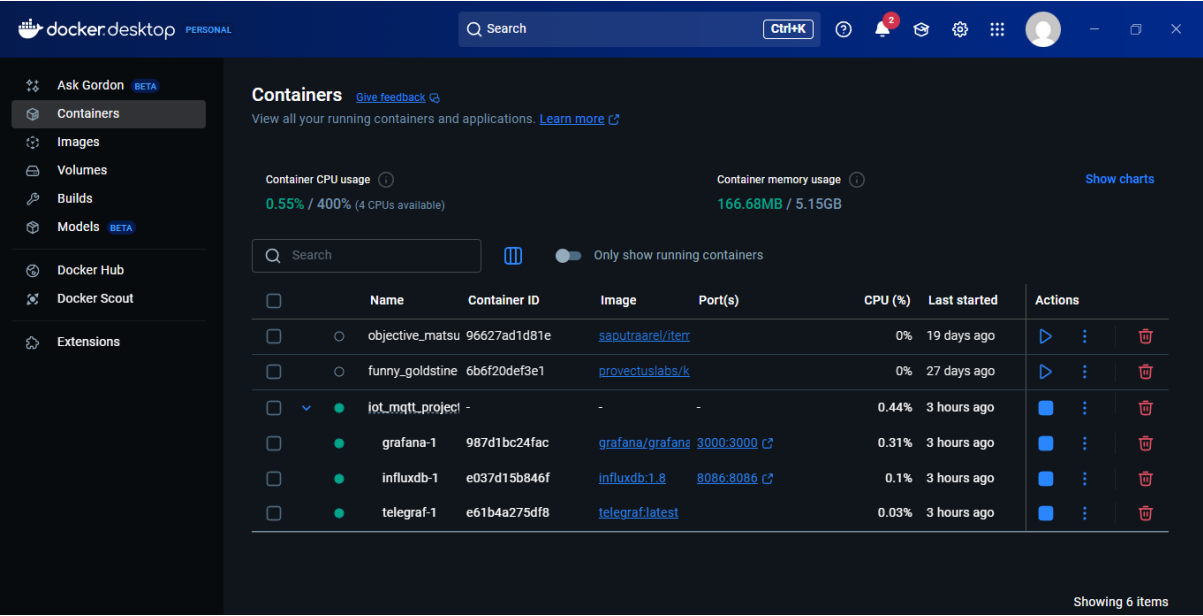 docker.desktop PERSONAL Search Ctrl+K 2
Ask Gordon BETA
Containers
Images
Volumes
Builds
Models BETA
Docker Hub
Docker Scout
Extensions
Containers Give feedback
View all your running containers and applications. Learn more
Container CPU usage
0.55% / 400% (4 CPUs available)
Container memory usage
166.68MB / 5.15GB
Show charts
Search Only show running containers
Name Container ID Image Port(s) CPU (%) Last started Actions
objective_matsu 96627ad1d81e saputraarel/item 0% 19 days ago
funny_goldstine 6b6f20def3e1 provectuslabs/k 0% 27 days ago
iot_mqtt_project - - - 0.44% 3 hours ago
grafana-1 987d1bc24fac grafana/grafana 3000:3000 0.31% 3 hours ago
influxdb-1 e037d15b846f influxdb:1.8 8086:8086 0.1% 3 hours ago
telegraf-1 e61b4a275df8 telegraf:latest 0.03% 3 hours ago
Showing 6 items